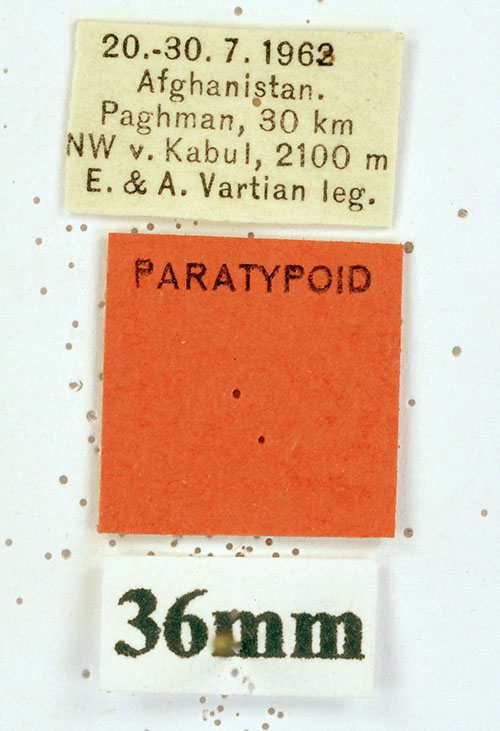 20.-30. 7. 1962
Afghanistan.
Paghman, 30 km
NW v. Kabul, 2100 m
E. & A. Vartian leg.
PARATYPOID
36mm